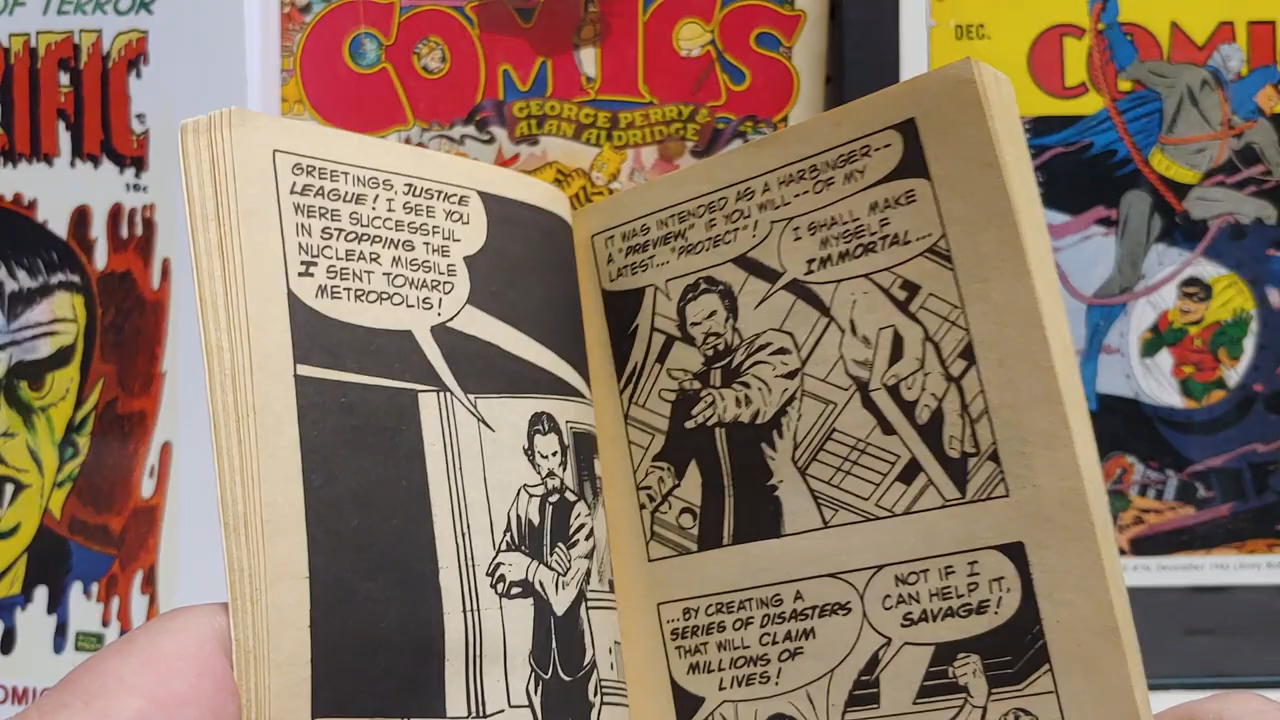 OF TERROR
IFIC
10¢
COMICS
GEORGE PERRY &
ALAN ALDRIDGE
DEC.
GREETINGS, JUSTICE
LEAGUE! I SEE YOU
WERE SUCCESSFUL
IN STOPPING THE
NUCLEAR MISSILE
I SENT TOWARD
METROPOLIS!
IT WAS INTENDED AS A HARBINGER--
A "PREVIEW," IF YOU WILL--OF MY
LATEST..."PROJECT"!
I SHALL MAKE
MYSELF
IMMORTAL...
...BY CREATING A
SERIES OF DISASTERS
THAT WILL CLAIM
MILLIONS OF
LIVES!
NOT IF I
CAN HELP IT,
SAVAGE!